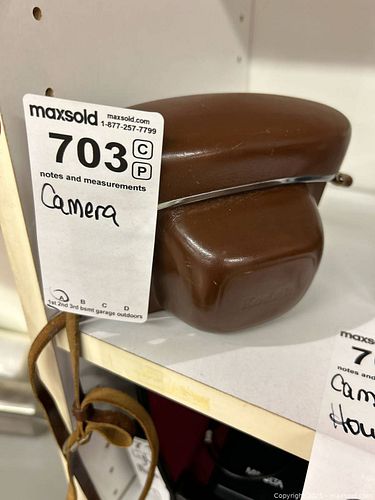 maxsold maxsold.com
1-877-257-7799
703 C
P
notes and measurements
Camera
A B C D
1st 2nd 3rd bsmt garage outdoors
maxs
7
notes and
Cam
Hou
MINOLTA